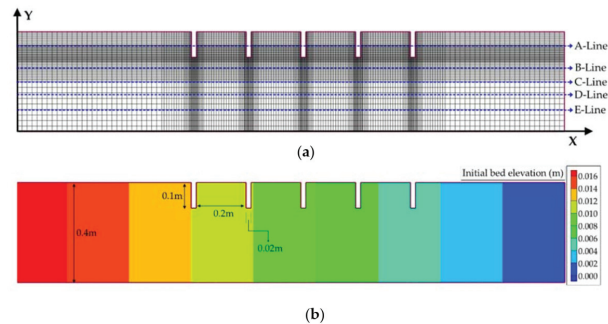 Y
A-Line
B-Line
C-Line
D-Line
E-Line
X
(a)
Initial bed elevation (m)
0.1m
0.2m
0.4m
0.02m
0.016
0.014
0.012
0.010
0.008
0.006
0.004
0.002
0.000
(b)